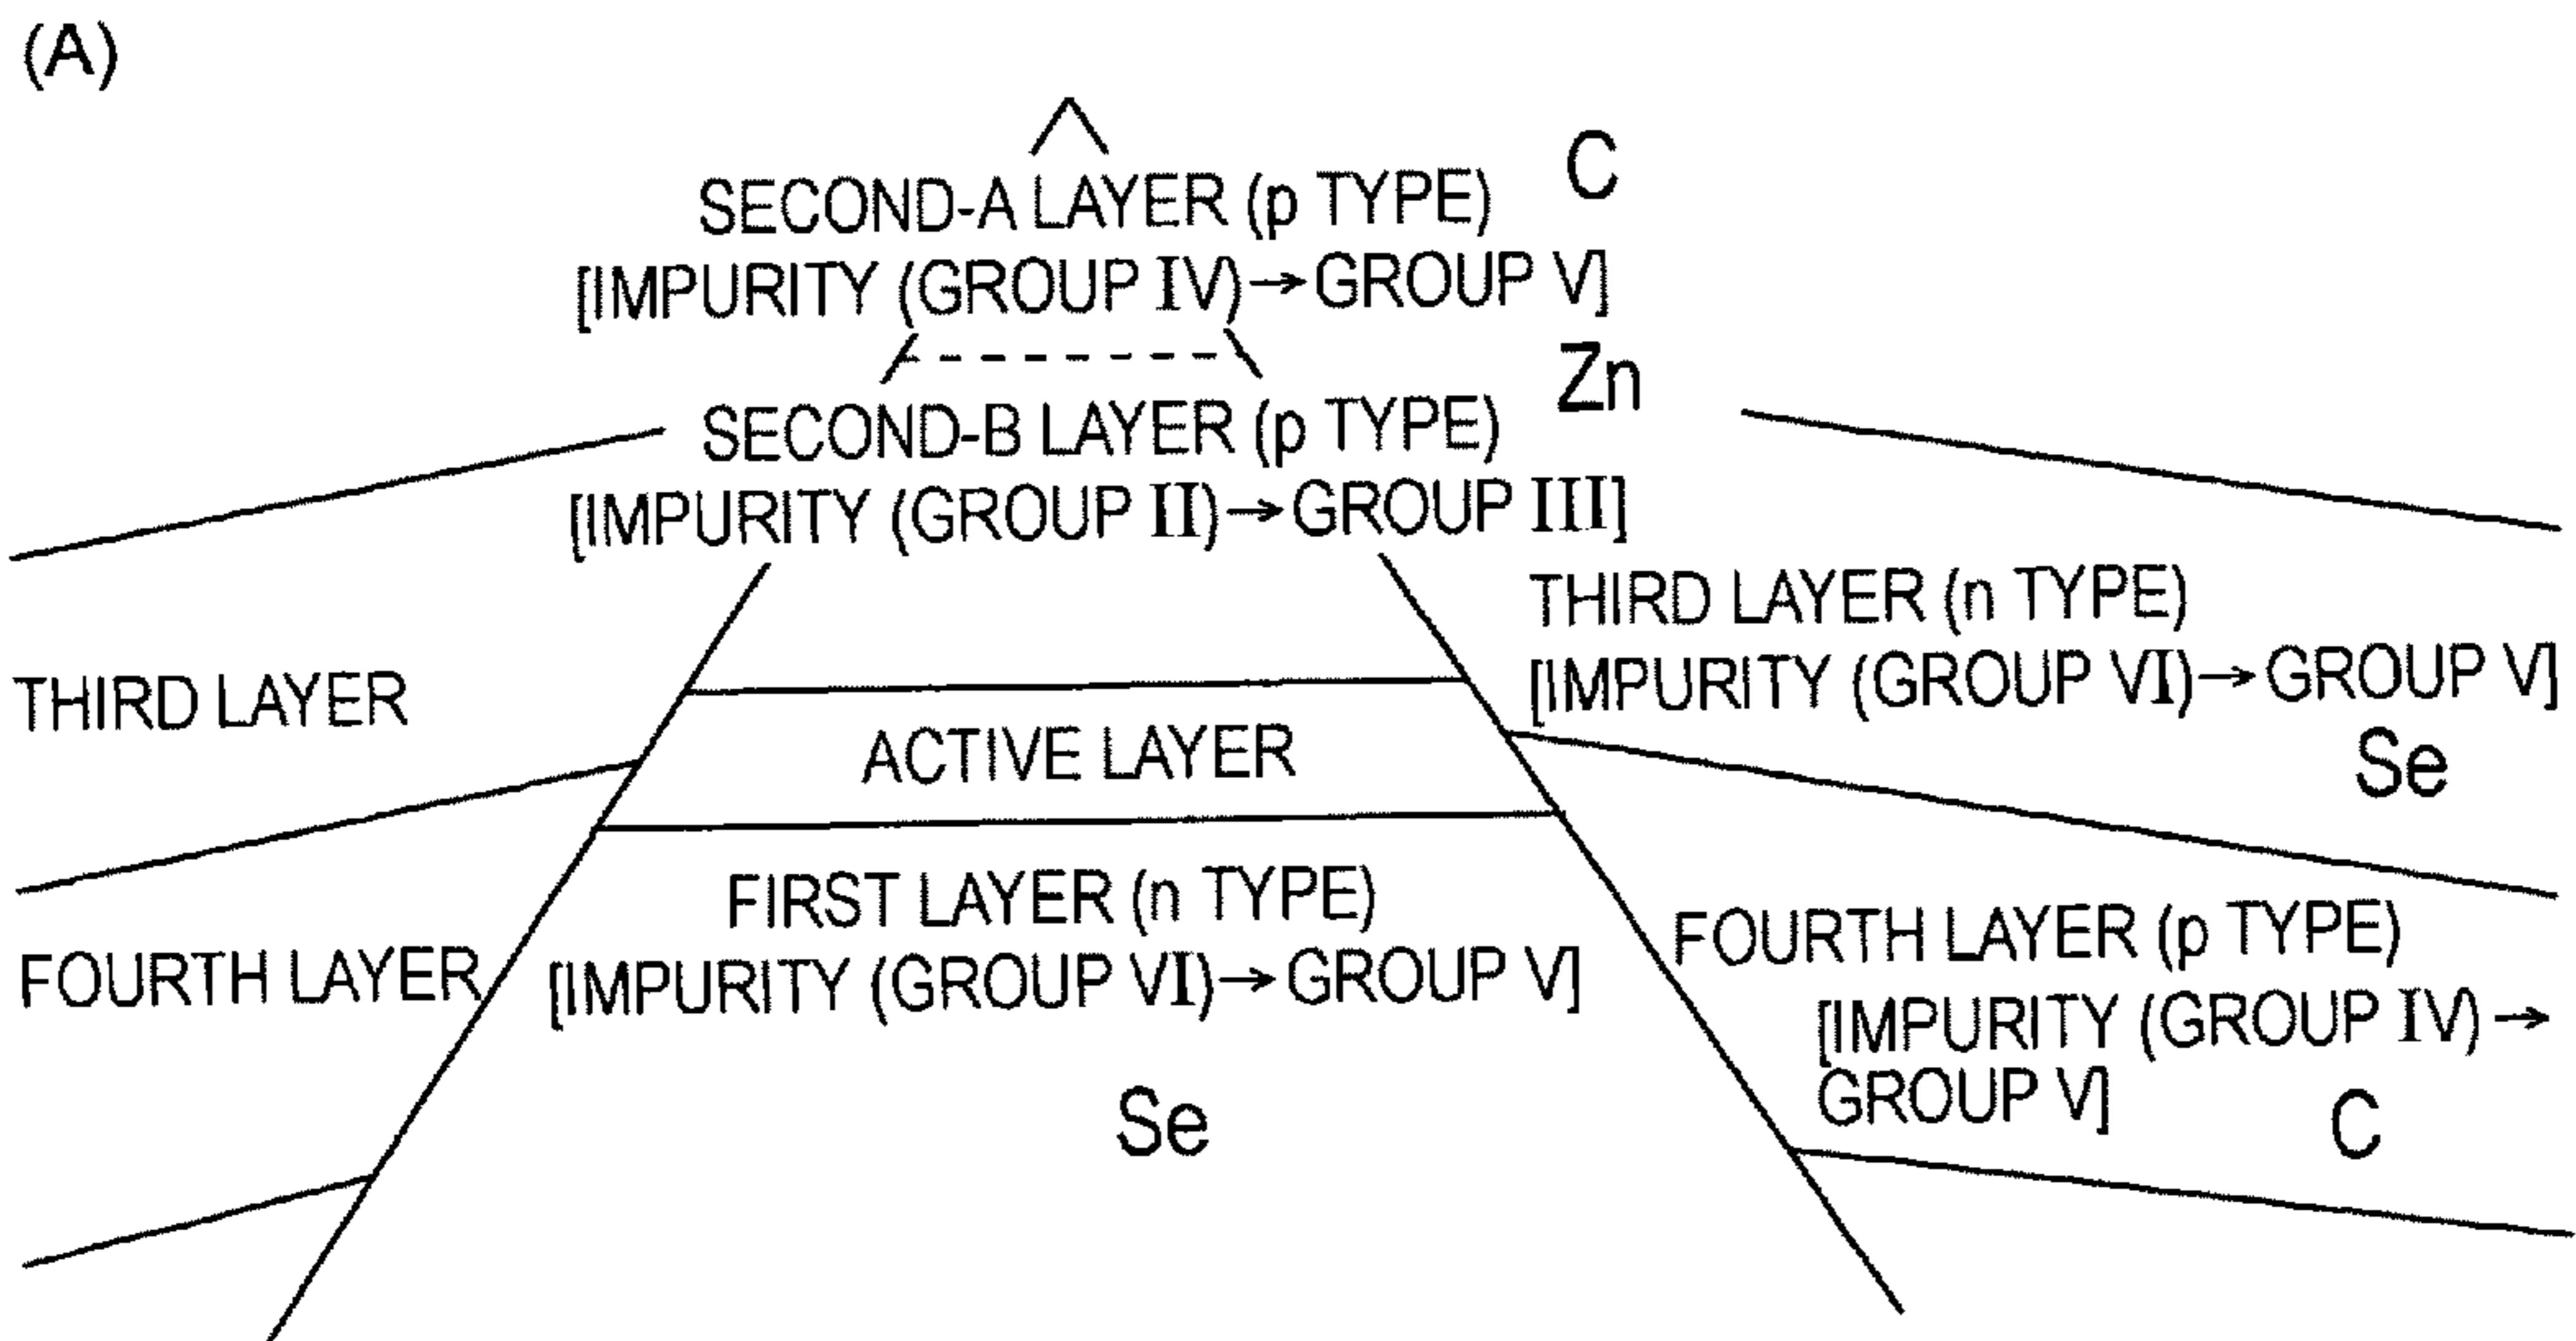 (A)
SECOND-A LAYER (p TYPE) C
[IMPURITY (GROUP IV)→GROUP V]
Zn
SECOND-B LAYER (p TYPE)
[IMPURITY (GROUP II)→GROUP III]
THIRD LAYER (n TYPE)
[IMPURITY (GROUP VI)→GROUP V]
Se
THIRD LAYER
ACTIVE LAYER
FIRST LAYER (n TYPE)
[IMPURITY (GROUP VI)→GROUP V]
Se
FOURTH LAYER
FOURTH LAYER (p TYPE)
[IMPURITY (GROUP IV)→
GROUP V]
C